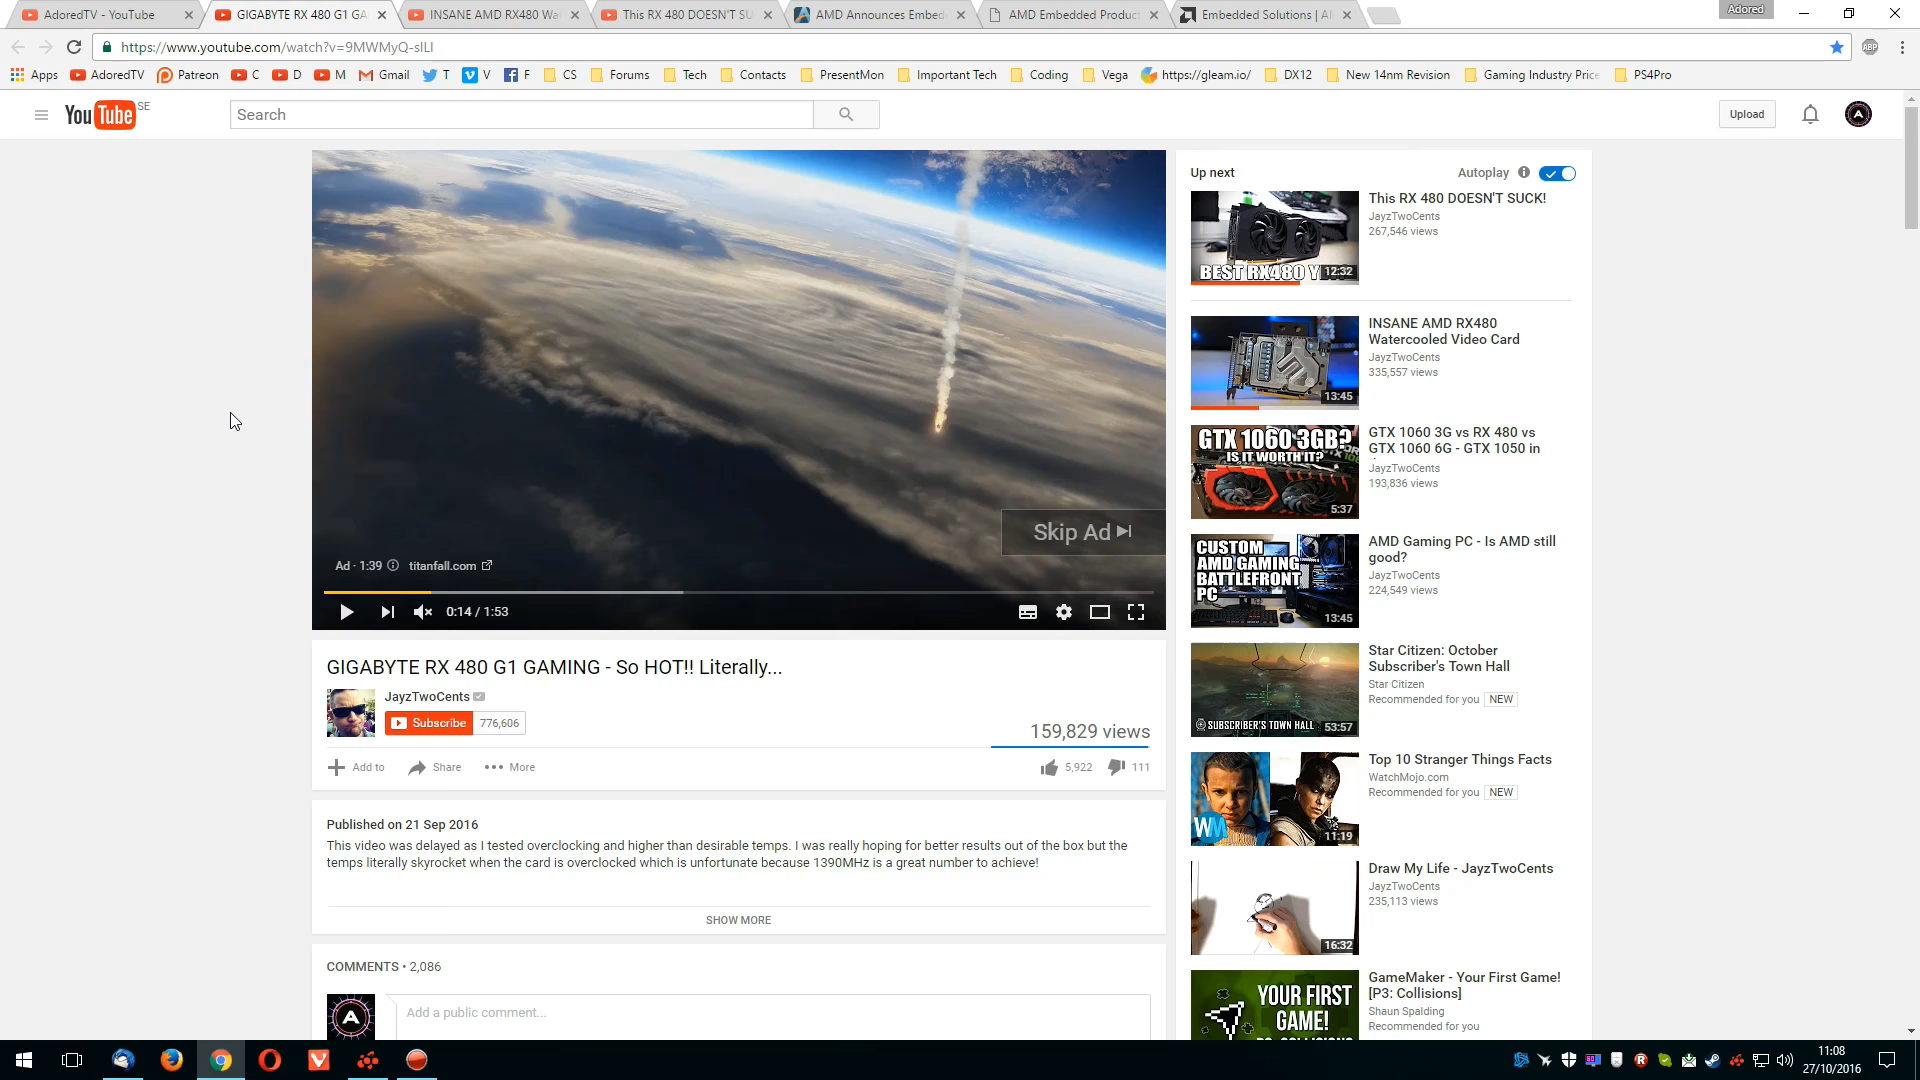 AdoredTV - YouTube
GIGABYTE RX 480 G1 GA
INSANE AMD RX480 Wat
This RX 480 DOESN'T SU
AMD Announces Embed
AMD Embedded Product
Embedded Solutions | A
Adored
https://www.youtube.com/watch?v=9MWMyQ-sILI
ABP
Apps
AdoredTV
Patreon
C
D
M
Gmail
T
V
F
CS
Forums
Tech
Contacts
PresentMon
Important Tech
Coding
Vega
https://gleam.io/
DX12
New 14nm Revision
Gaming Industry Price
PS4Pro
YouTube SE
Search
Upload
Skip Ad
Ad · 1:39
titanfall.com
0:14 / 1:53
GIGABYTE RX 480 G1 GAMING - So HOT!! Literally...
JayzTwoCents
Subscribe 776,606
159,829 views
Add to
Share
More
5,922
111
Published on 21 Sep 2016
This video was delayed as I tested overclocking and higher than desirable temps. I was really hoping for better results out of the box but the
temps literally skyrocket when the card is overclocked which is unfortunate because 1390MHz is a great number to achieve!
SHOW MORE
COMMENTS • 2,086
Add a public comment...
Up next
Autoplay
BEST RX480 Y
12:32
This RX 480 DOESN'T SUCK!
JayzTwoCents
267,546 views
13:45
INSANE AMD RX480
Watercooled Video Card
JayzTwoCents
335,557 views
GTX 1060 3GB?
IS IT WORTH IT?
5:37
GTX 1060 3G vs RX 480 vs
GTX 1060 6G - GTX 1050 in
JayzTwoCents
193,836 views
CUSTOM
AMD GAMING
BATTLEFRONT
PC
13:45
AMD Gaming PC - Is AMD still
good?
JayzTwoCents
224,549 views
SUBSCRIBER'S TOWN HALL
53:57
Star Citizen: October
Subscriber's Town Hall
Star Citizen
Recommended for you NEW
WM
11:19
Top 10 Stranger Things Facts
WatchMojo.com
Recommended for you NEW
16:32
Draw My Life - JayzTwoCents
JayzTwoCents
235,113 views
YOUR FIRST
GAME!
GameMaker - Your First Game!
[P3: Collisions]
Shaun Spalding
Recommended for you
11:08
27/10/2016